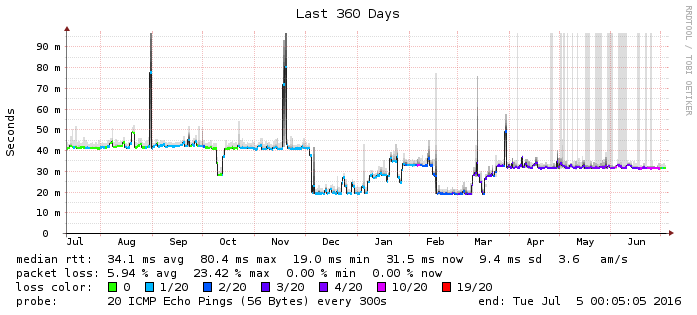 Last 360 Days
RRDTOOL / TOBI OETIKER
Seconds
90 m
80 m
70 m
60 m
50 m
40 m
30 m
20 m
10 m
0
Jul Aug Sep Oct Nov Dec Jan Feb Mar Apr May Jun
median rtt: 34.1 ms avg 80.4 ms max 19.0 ms min 31.5 ms now 9.4 ms sd 3.6 am/s
packet loss: 5.94 % avg 23.42 % max 0.00 % min 0.00 % now
loss color: 0 1/20 2/20 3/20 4/20 10/20 19/20
probe: 20 ICMP Echo Pings (56 Bytes) every 300s end: Tue Jul 5 00:05:05 2016